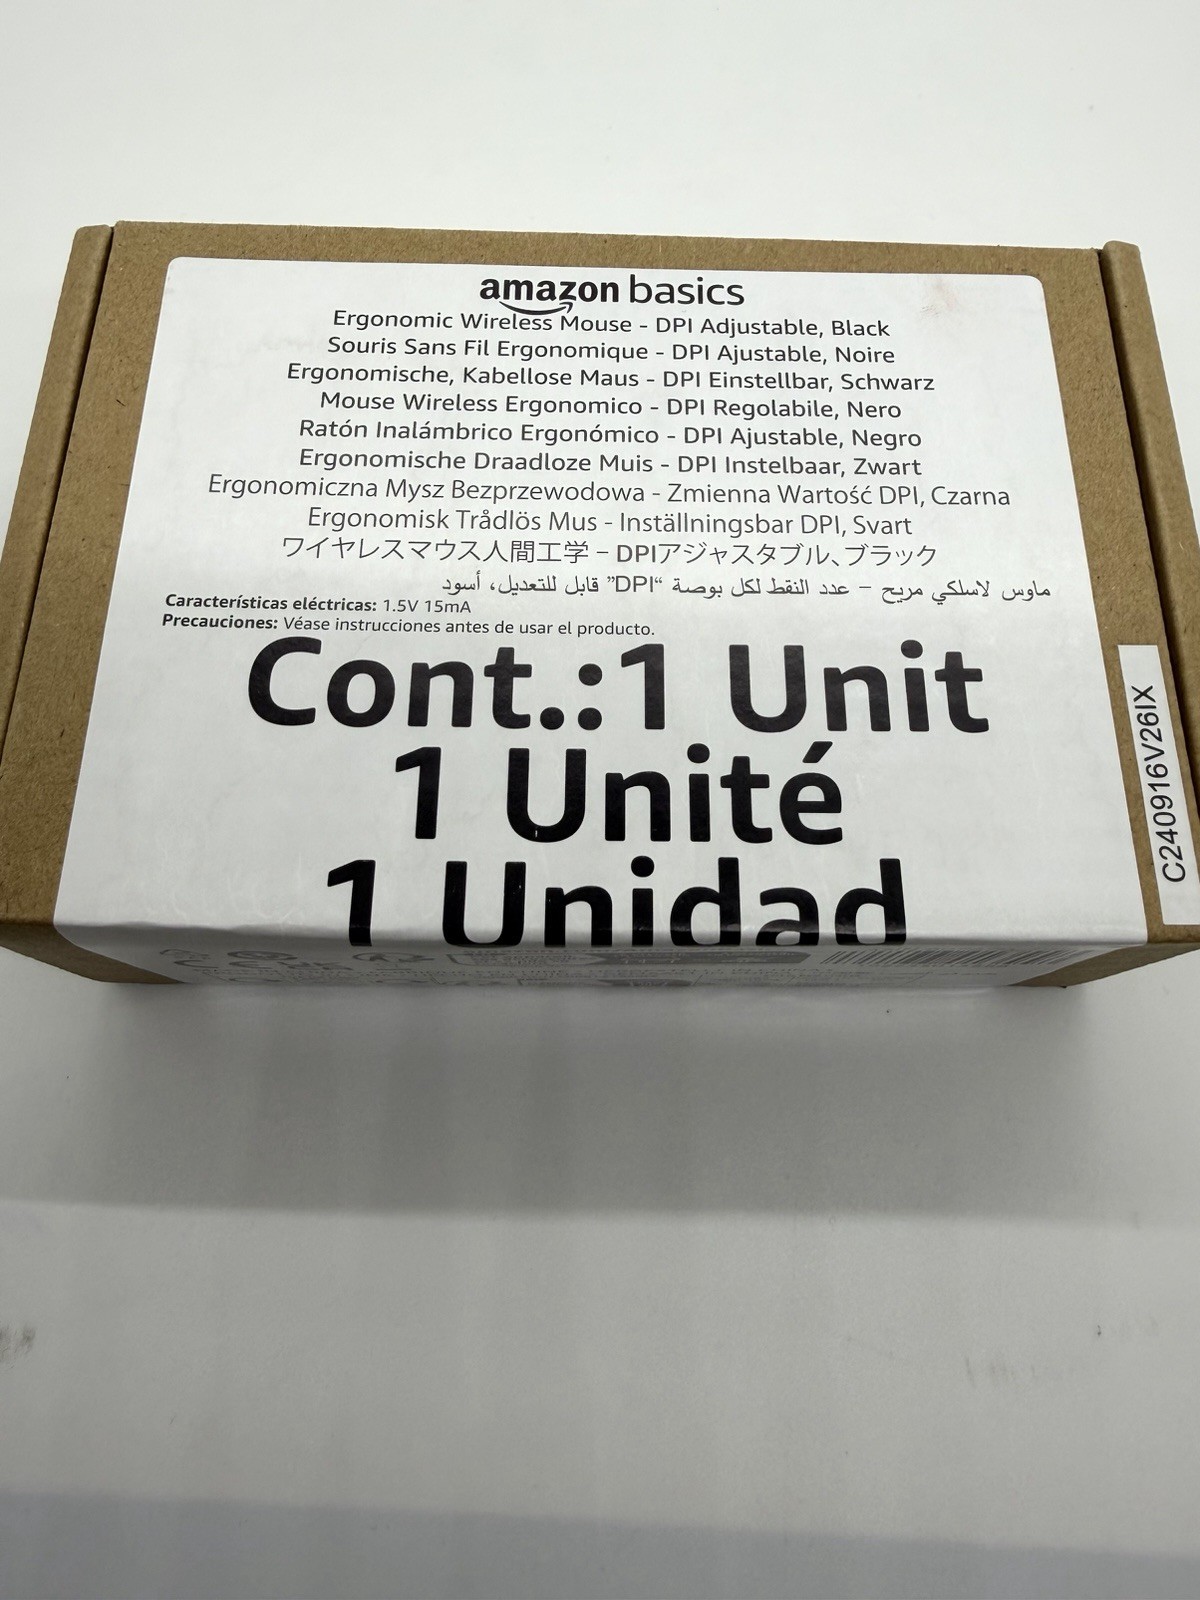 amazon basics
Ergonomic Wireless Mouse - DPI Adjustable, Black
Souris Sans Fil Ergonomique - DPI Ajustable, Noire
Ergonomische, Kabellose Maus - DPI Einstellbar, Schwarz
Mouse Wireless Ergonomico - DPI Regolabile, Nero
Ratón Inalámbrico Ergonómico - DPI Ajustable, Negro
Ergonomische Draadloze Muis - DPI Instelbaar, Zwart
Ergonomiczna Mysz Bezprzewodowa - Zmienna Wartość DPI, Czarna
Ergonomisk Trådlös Mus - Inställningsbar DPI, Svart
ワイヤレスマウス人間工学 – DPIアジャスタブル、ブラック
ماوس لاسلكي مريح – عدد النقط لكل بوصة “DPI” قابل للتعديل، أسود
Características eléctricas: 1.5V 15mA
Precauciones: Véase instrucciones antes de usar el producto.
Cont.:1 Unit
1 Unité
1 Unidad
C240916V26IX